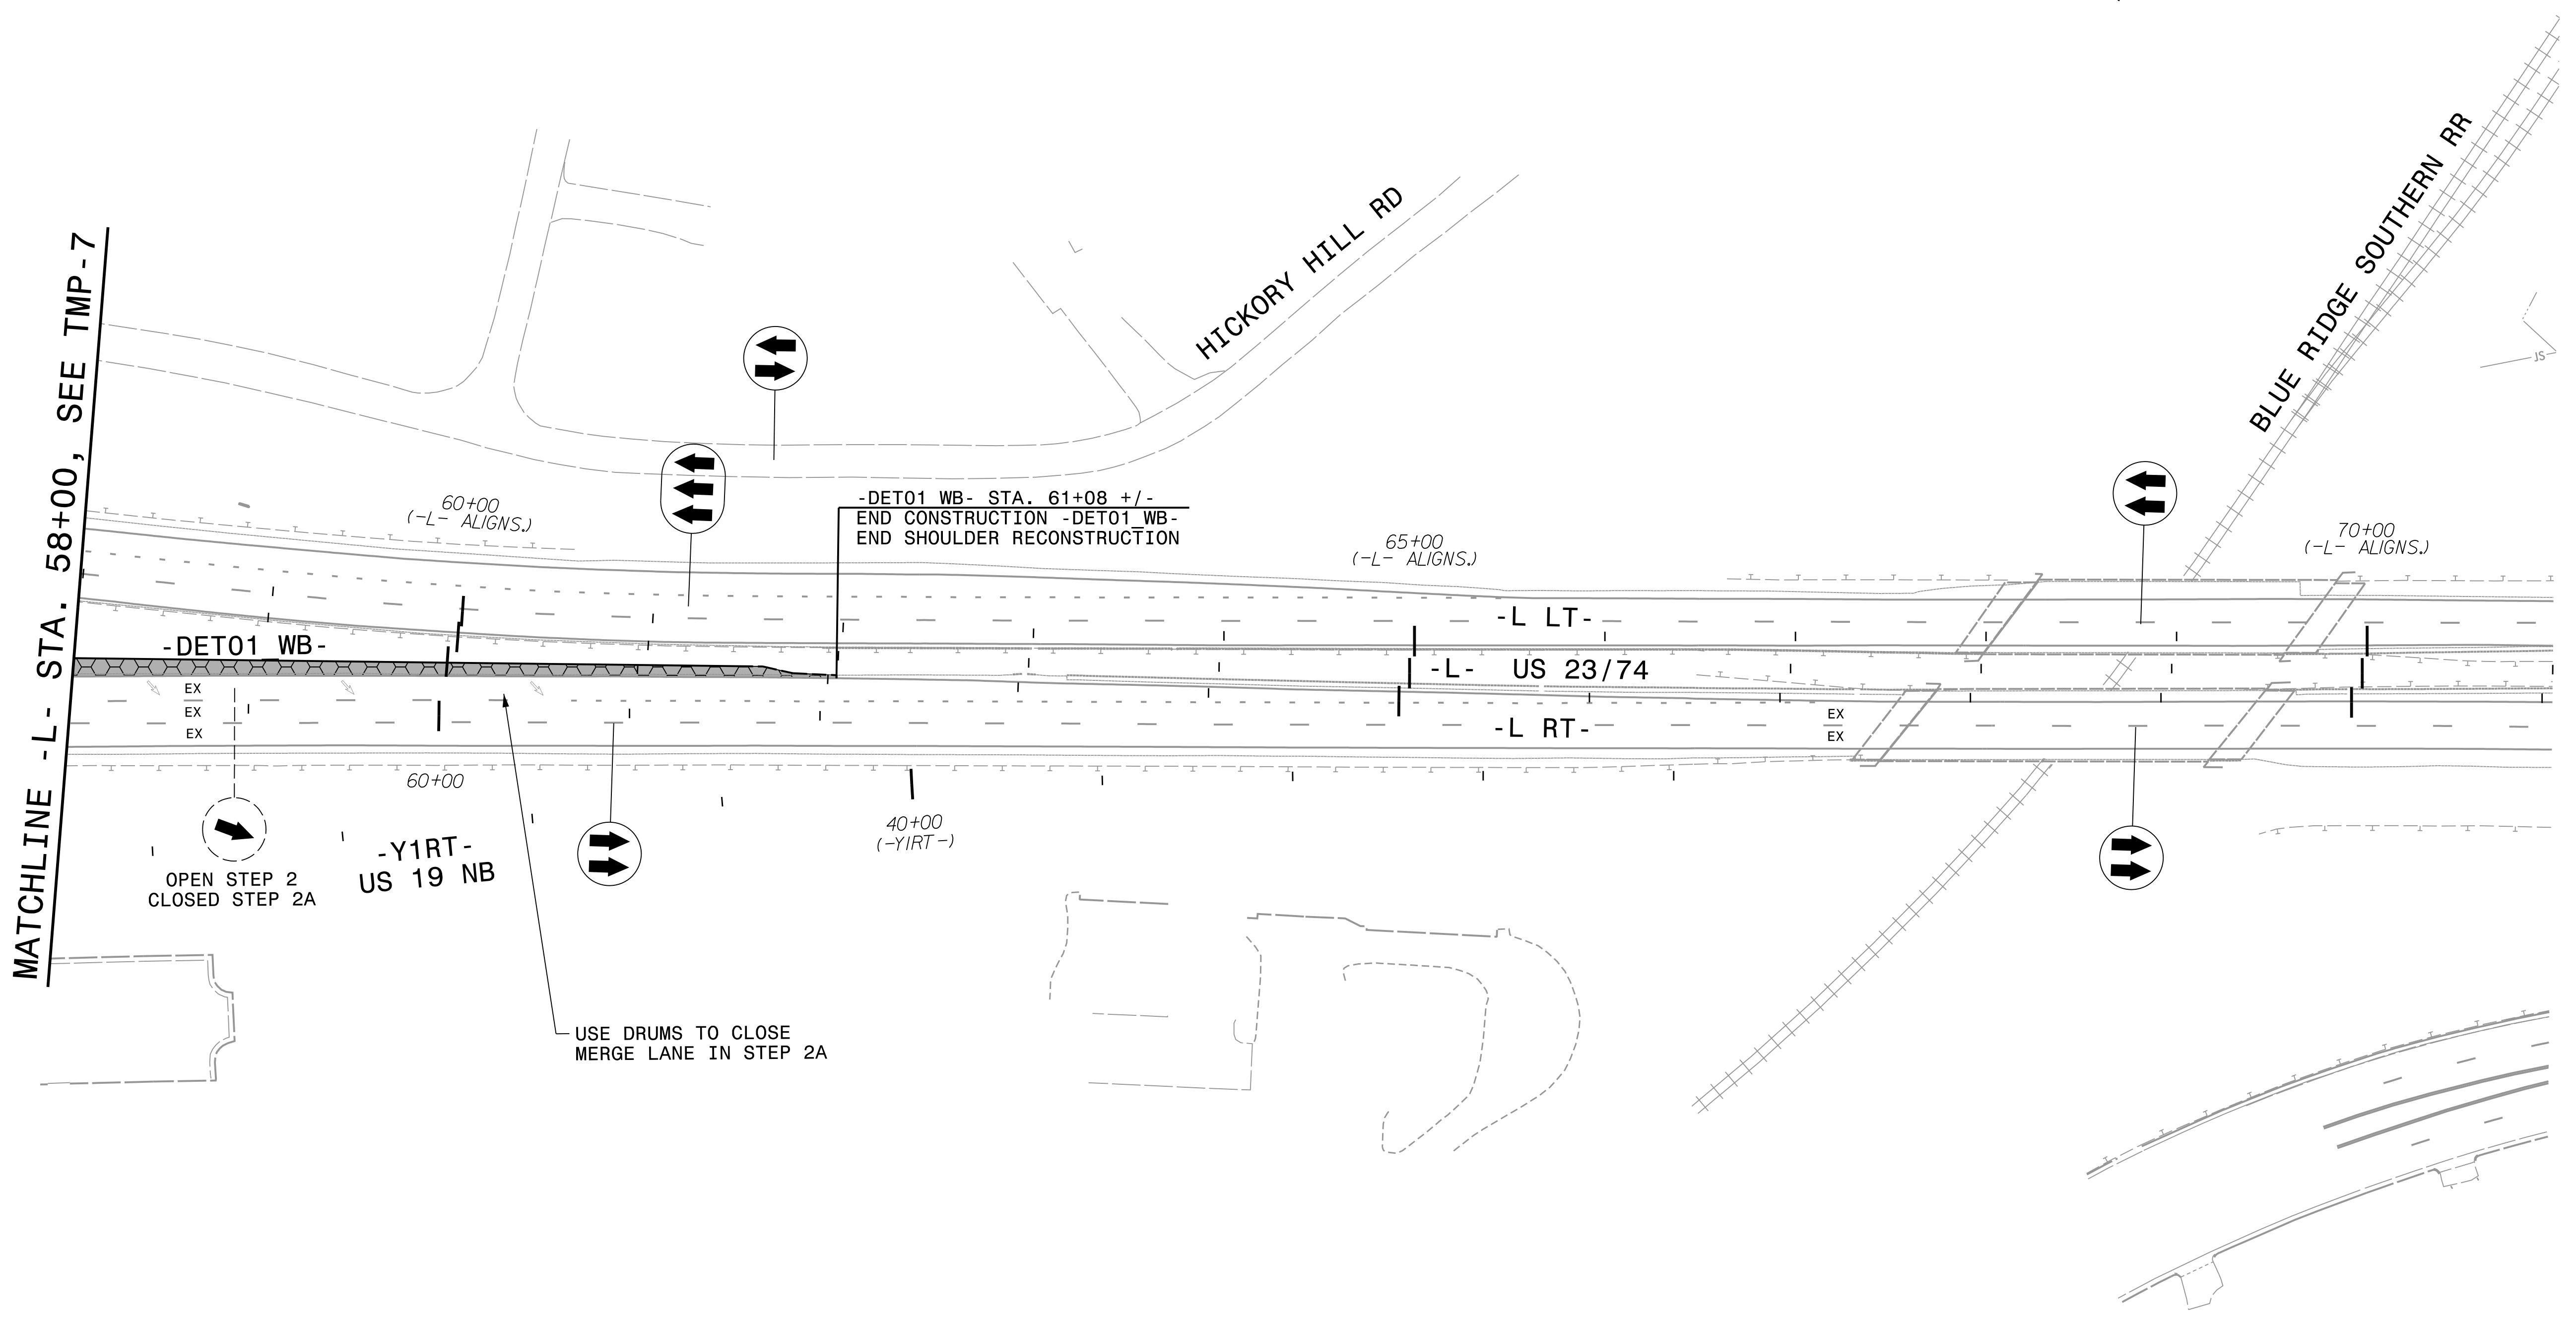 MATCHLINE -L- STA. 58+00, SEE TMP-7
HICKORY HILL RD
BLUE RIDGE SOUTHERN RR
JS
60+00
(-L- ALIGNS.)
-DET01 WB- STA. 61+08 +/-
END CONSTRUCTION -DET01_WB-
END SHOULDER RECONSTRUCTION
65+00
(-L- ALIGNS.)
70+00
(-L- ALIGNS.)
-L LT-
-DET01_WB-
-L- US 23/74
EX
EX
EX
-L RT-
EX
EX
60+00
40+00
(-Y1RT-)
-Y1RT-
US 19 NB
OPEN STEP 2
CLOSED STEP 2A
USE DRUMS TO CLOSE
MERGE LANE IN STEP 2A